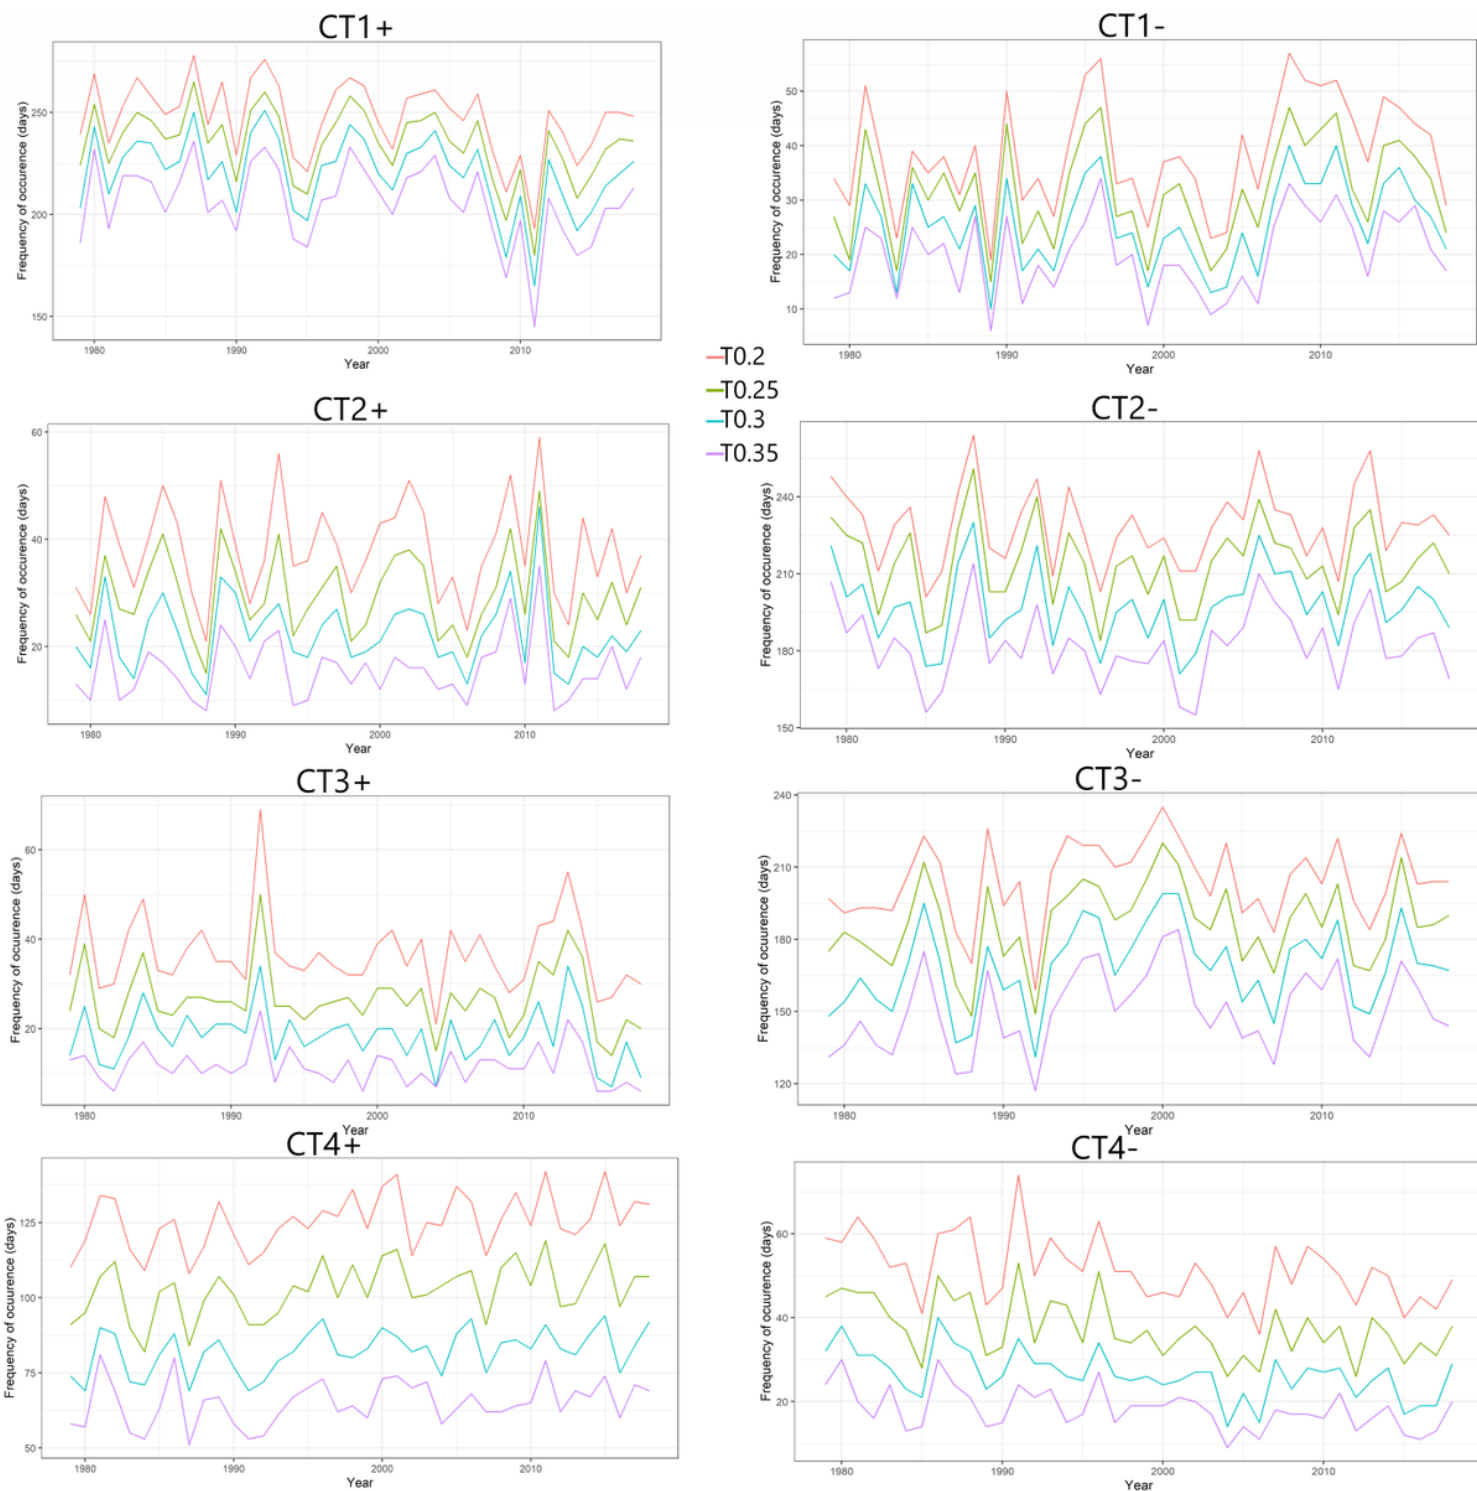 CT1+
Frequency of occurence (days)
250
200
150
1980
1990
2000
2010
Year
CT1-
Frequency of occurence (days)
50
40
30
20
10
1980
1990
2000
2010
Year
T0.2
T0.25
T0.3
T0.35
CT2+
Frequency of occurence (days)
60
40
20
1980
1990
2000
2010
Year
CT2-
Frequency of occurence (days)
240
210
180
150
1980
1990
2000
2010
Year
CT3+
Frequency of ocuurence (days)
60
40
20
1980
1990
2000
2010
Year
CT3-
Frequency of ocuurence (days)
240
210
180
150
120
1980
1990
2000
2010
Year
CT4+
Frequency of ocuurence (days)
125
100
75
50
1980
1990
2000
2010
Year
CT4-
Frequency of ocuurence (days)
60
40
20
1980
1990
2000
2010
Year